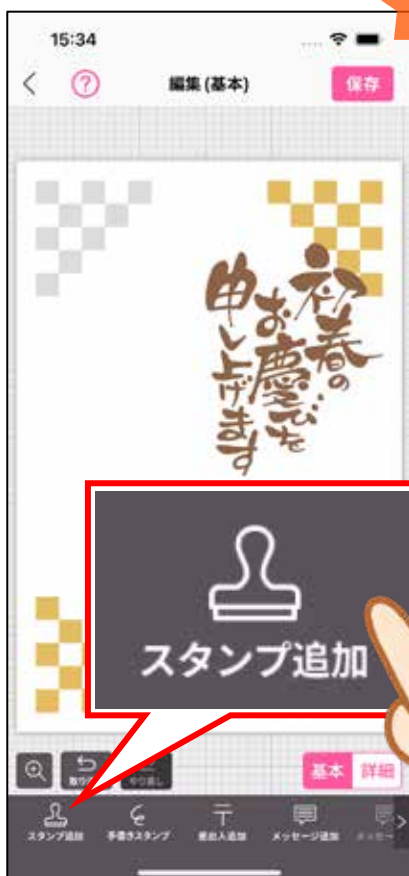 15:34
?
編集(基本)
保存
初春の
お慶びを
申し上げます
スタンプ追加
基本 詳細
スタンプ追加 手書きスタンプ 差出人追加 メッセージ追加